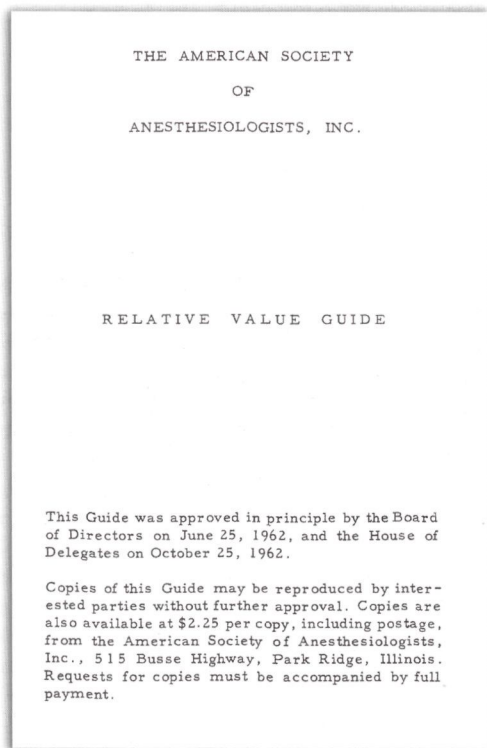 THE AMERICAN SOCIETY
OF
ANESTHESIOLOGISTS, INC.
RELATIVE VALUE GUIDE
This Guide was approved in principle by the Board
of Directors on June 25, 1962, and the House of
Delegates on October 25, 1962.
Copies of this Guide may be reproduced by inter-
ested parties without further approval. Copies are
also available at $2.25 per copy, including postage,
from the American Society of Anesthesiologists,
Inc., 515 Busse Highway, Park Ridge, Illinois.
Requests for copies must be accompanied by full
payment.